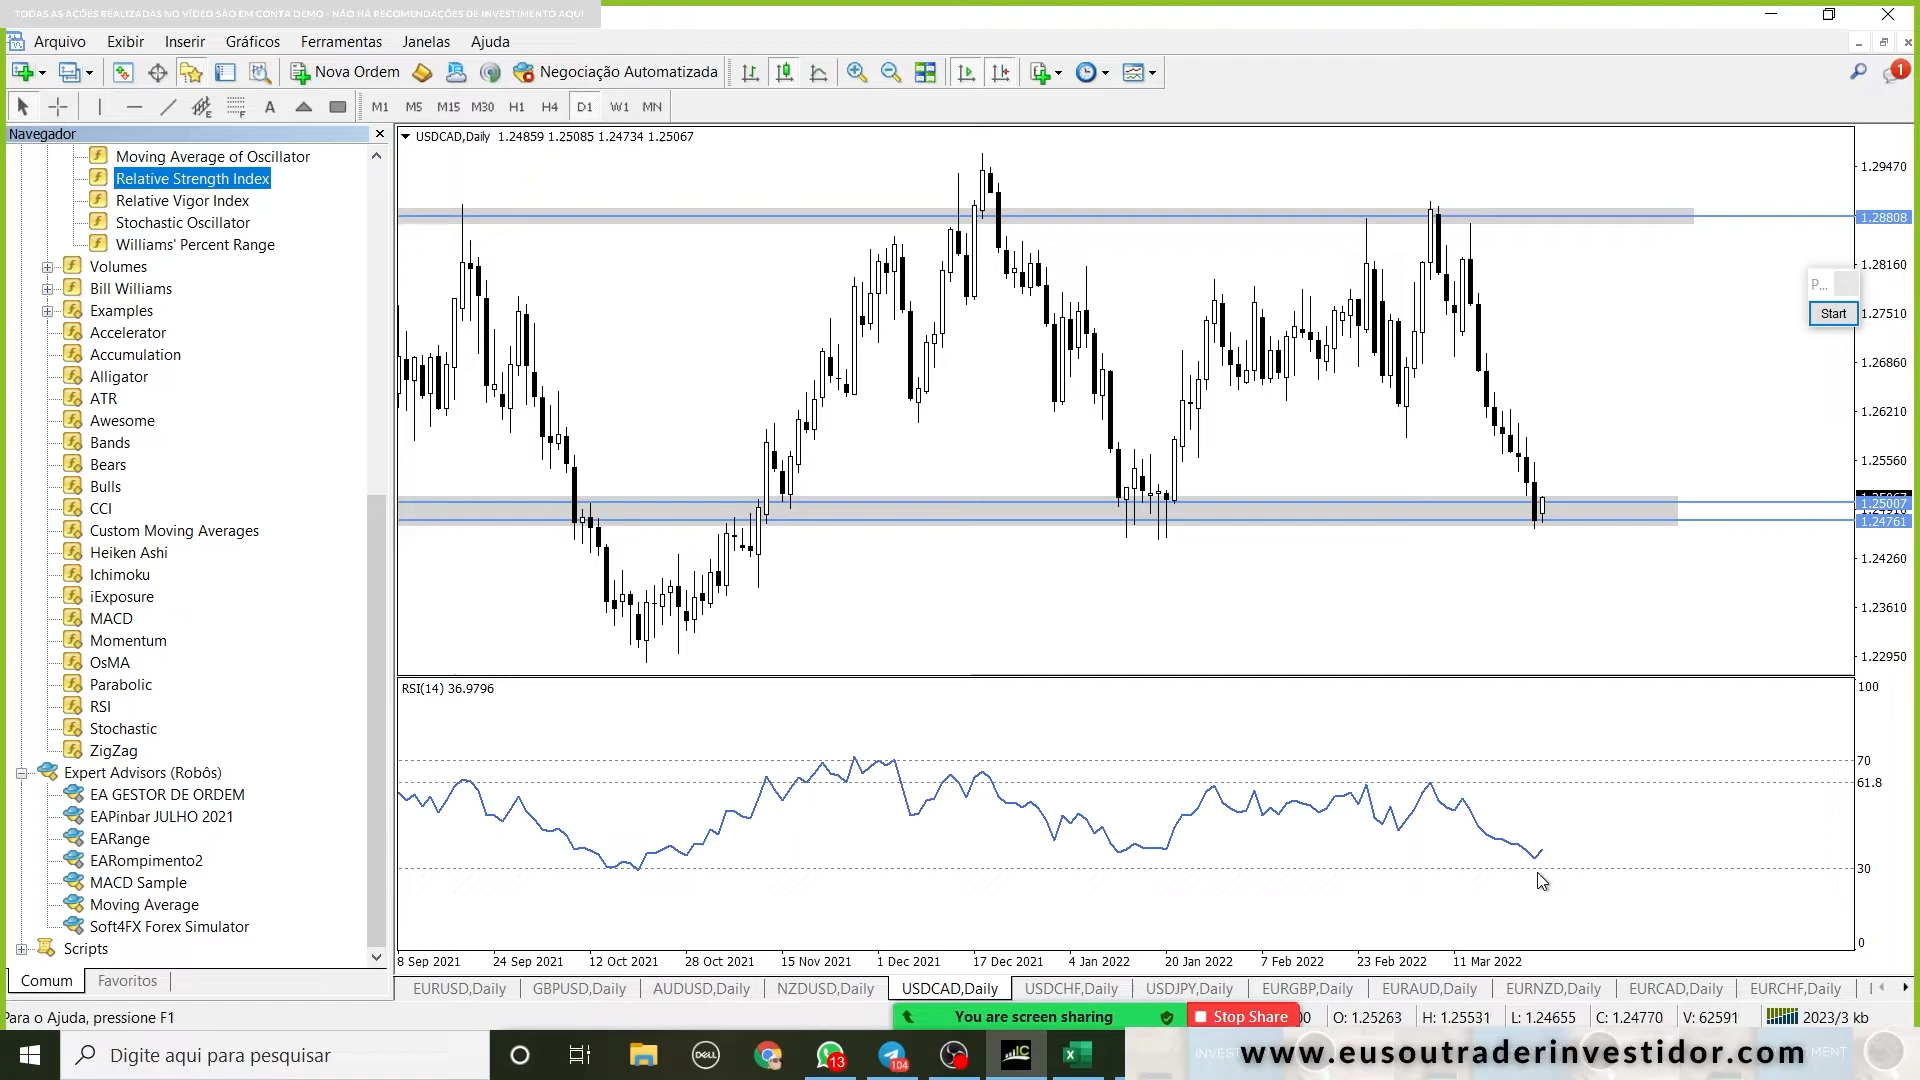 TODAS AS AÇÕES REALIZADAS NO VÍDEO SÃO EM CONTA DEMO - NÃO HÁ RECOMENDAÇÕES DE INVESTIMENTO AQUI
Arquivo Exibir Inserir Gráficos Ferramentas Janelas Ajuda
Nova Ordem Negociação Automatizada 1
A M1 M5 M15 M30 H1 H4 D1 W1 MN
Navegador
Moving Average of Oscillator
Relative Strength Index
Relative Vigor Index
Stochastic Oscillator
Williams' Percent Range
Volumes
Bill Williams
Examples
Accelerator
Accumulation
Alligator
ATR
Awesome
Bands
Bears
Bulls
CCI
Custom Moving Averages
Heiken Ashi
Ichimoku
iExposure
MACD
Momentum
OsMA
Parabolic
RSI
Stochastic
ZigZag
Expert Advisors (Robôs)
EA GESTOR DE ORDEM
EAPinbar JULHO 2021
EARange
EARompimento2
MACD Sample
Moving Average
Soft4FX Forex Simulator
Scripts
Comum Favoritos
USDCAD,Daily 1.24859 1.25085 1.24734 1.25067
1.29470
1.28808
1.28160
P...
Start
1.27510
1.26860
1.26210
1.25560
1.25007
1.24761
1.24260
1.23610
1.22950
RSI(14) 36.9796
100
70
61.8
30
0
8 Sep 2021 24 Sep 2021 12 Oct 2021 28 Oct 2021 15 Nov 2021 1 Dec 2021 17 Dec 2021 4 Jan 2022 20 Jan 2022 7 Feb 2022 23 Feb 2022 11 Mar 2022
EURUSD,Daily GBPUSD,Daily AUDUSD,Daily NZDUSD,Daily USDCAD,Daily USDCHF,Daily USDJPY,Daily EURGBP,Daily EURAUD,Daily EURNZD,Daily EURCAD,Daily EURCHF,Daily
Para o Ajuda, pressione F1 You are screen sharing Stop Share 00 O: 1.25263 H: 1.25531 L: 1.24655 C: 1.24770 V: 62591 2023/3 kb
Digite aqui para pesquisar DELL 13 104 IC www.eusoutraderinvestidor.com